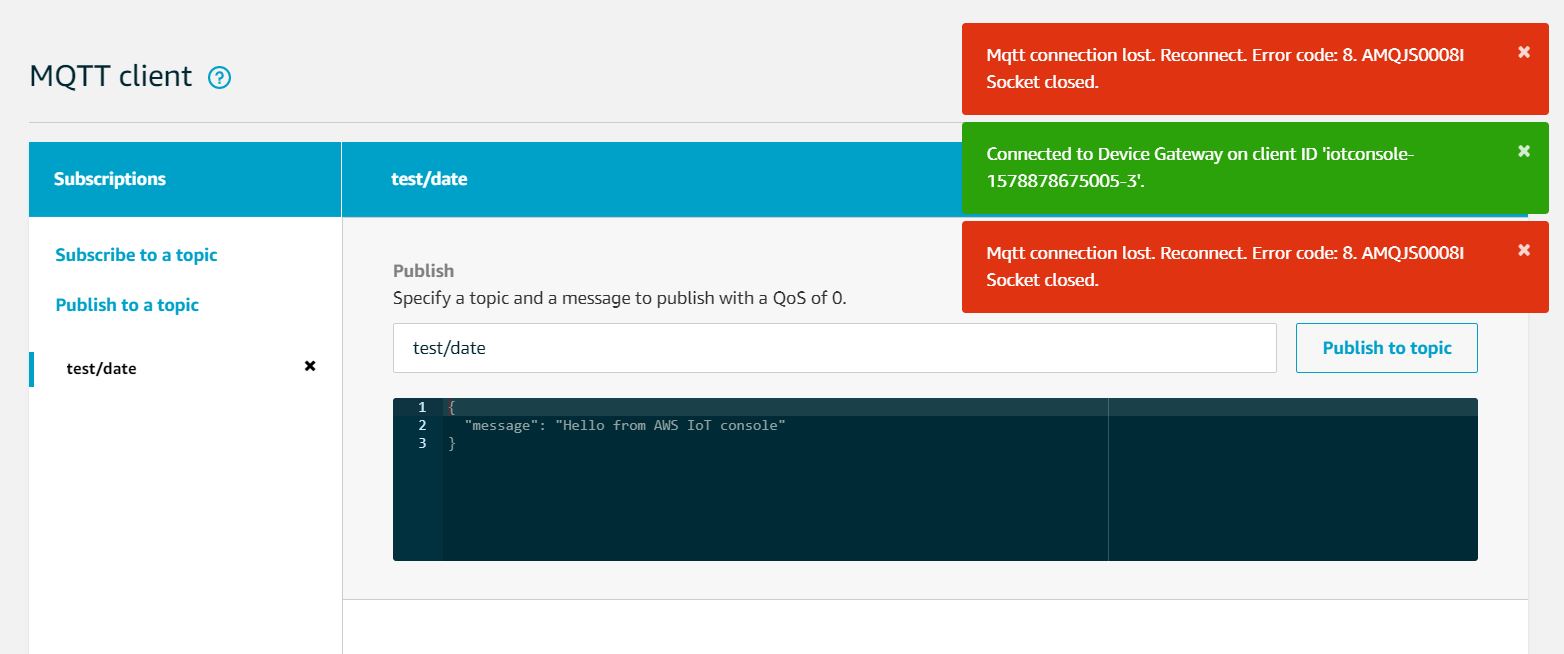 MQTT client ?
Mqtt connection lost. Reconnect. Error code: 8. AMQJS0008I
Socket closed.
Connected to Device Gateway on client ID 'iotconsole-
1578878675005-3'.
Mqtt connection lost. Reconnect. Error code: 8. AMQJS0008I
Socket closed.
Subscriptions
Subscribe to a topic
Publish to a topic
test/date
test/date
Publish
Specify a topic and a message to publish with a QoS of 0.
test/date
Publish to topic
1 {
2 "message": "Hello from AWS IoT console"
3 }